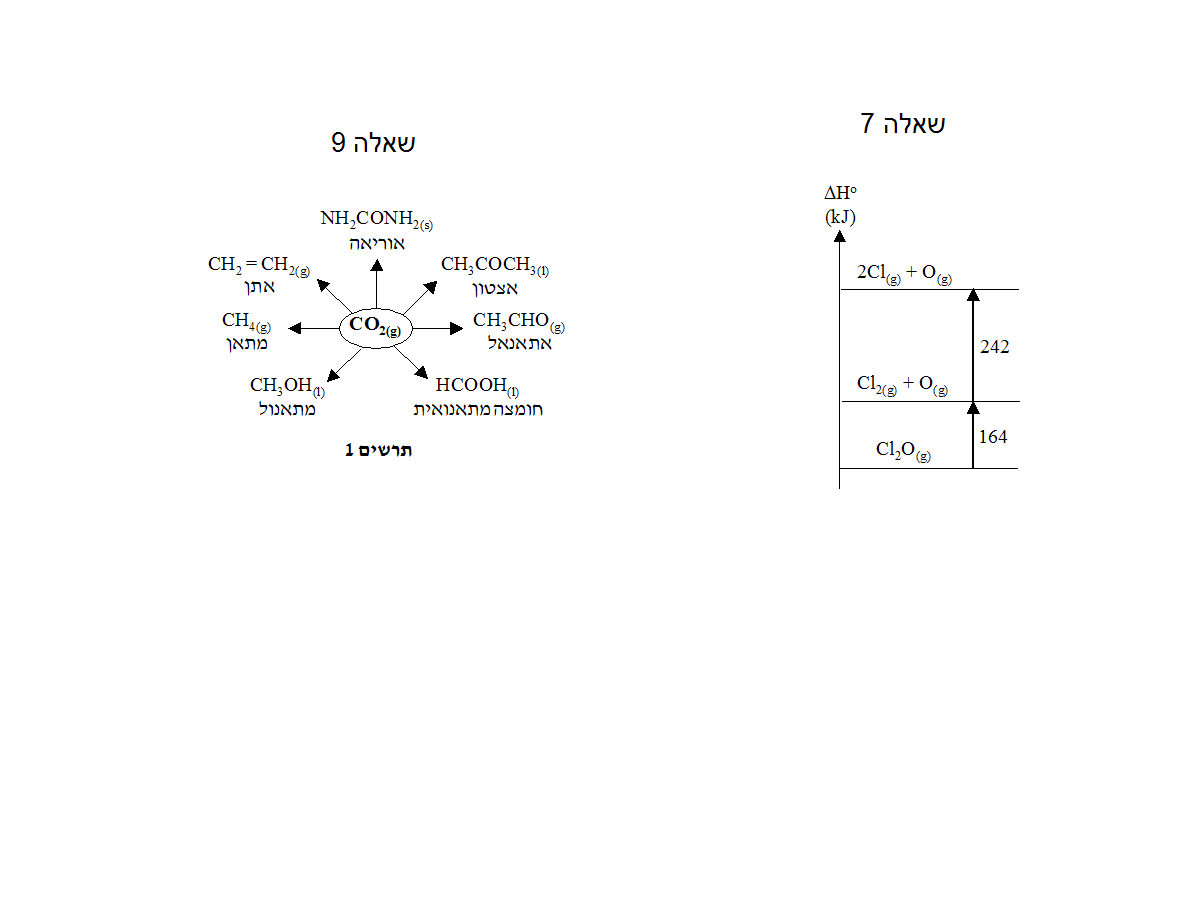 שאלה 7
ΔHº
(kJ)
2Cl(g) + O(g)
242
Cl2(g) + O(g)
164
Cl2O(g)
שאלה 9
NH2CONH2(s)
אוריאה
CH2 = CH2(g)
אתן
CH3COCH3(l)
אצטון
CH4(g)
מתאן
CO2(g)
CH3CHO(g)
אתאנאל
CH3OH(l)
מתאנול
HCOOH(l)
חומצה מתאנואית
תרשים 1